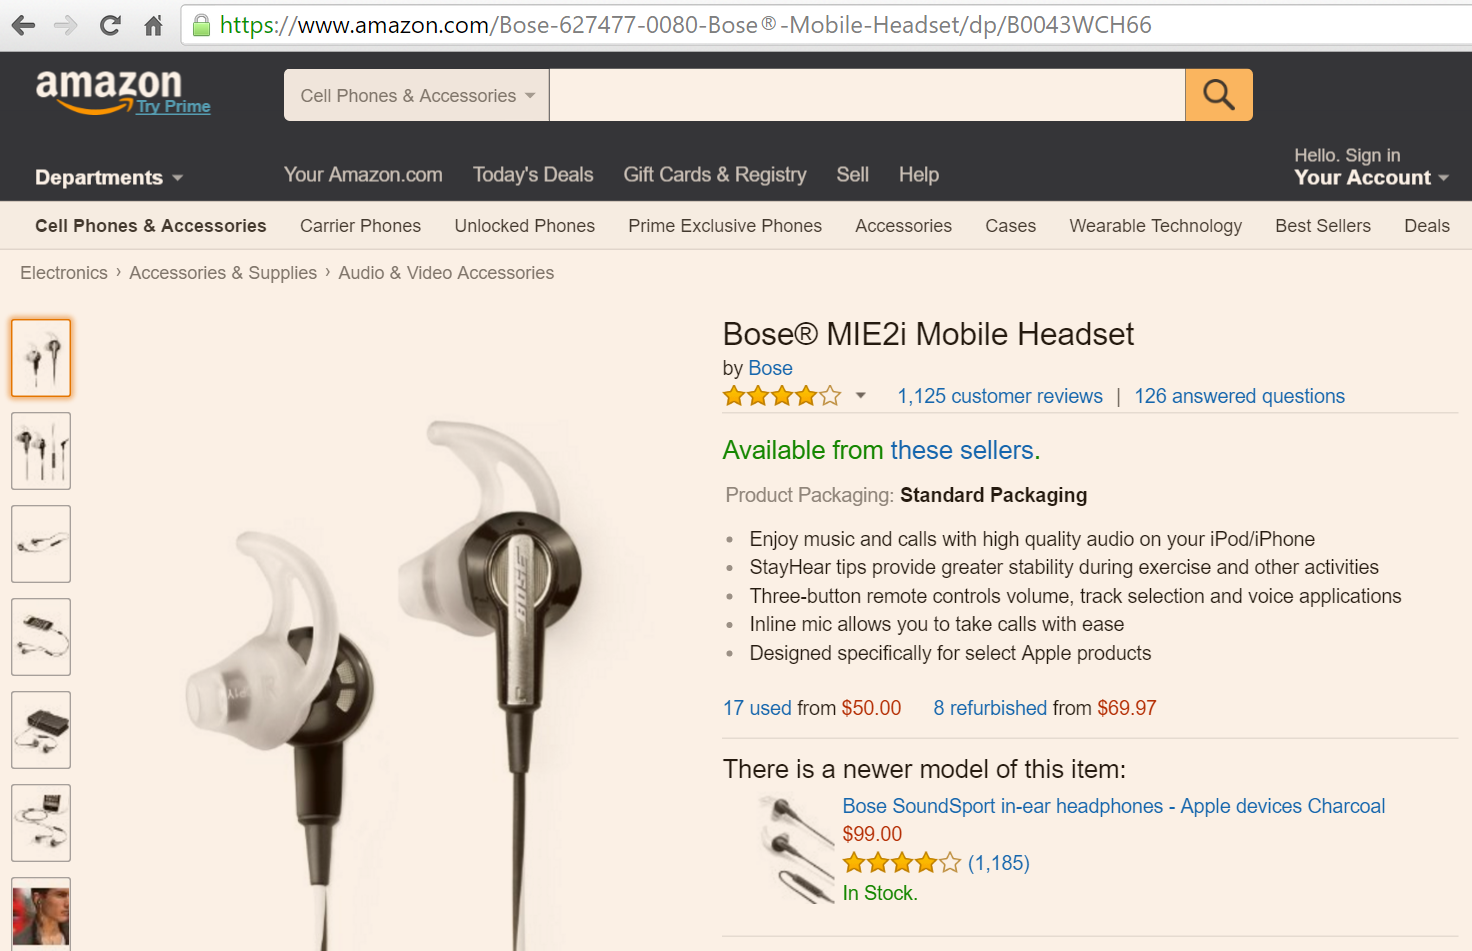 https://www.amazon.com/Bose-627477-0080-Bose®-Mobile-Headset/dp/B0043WCH66
amazon
Try Prime
Cell Phones & Accessories
Hello. Sign in
Departments
Your Amazon.com
Today's Deals
Gift Cards & Registry
Sell
Help
Your Account
Cell Phones & Accessories
Carrier Phones
Unlocked Phones
Prime Exclusive Phones
Accessories
Cases
Wearable Technology
Best Sellers
Deals
Electronics › Accessories & Supplies › Audio & Video Accessories
Bose® MIE2i Mobile Headset
by Bose
1,125 customer reviews | 126 answered questions
Available from these sellers.
Product Packaging: Standard Packaging
Enjoy music and calls with high quality audio on your iPod/iPhone
StayHear tips provide greater stability during exercise and other activities
Three-button remote controls volume, track selection and voice applications
Inline mic allows you to take calls with ease
Designed specifically for select Apple products
17 used from $50.00 8 refurbished from $69.97
There is a newer model of this item:
Bose SoundSport in-ear headphones - Apple devices Charcoal
$99.00
(1,185)
In Stock.
BOSE